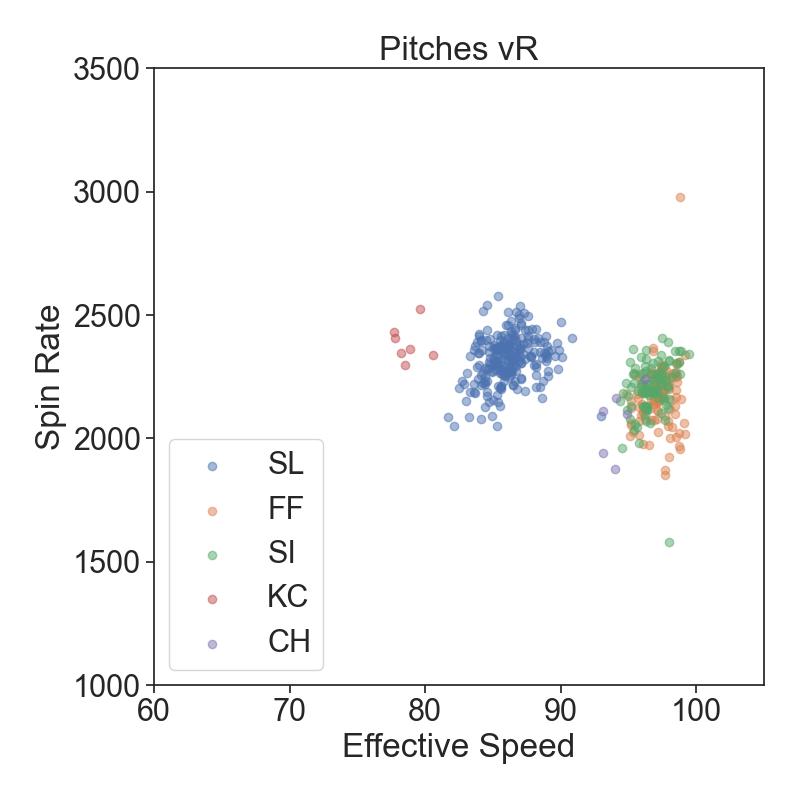 Pitches vR
3500
3000
2500
2000
1500
1000
Spin Rate
SL
FF
SI
KC
CH
60 70 80 90 100
Effective Speed